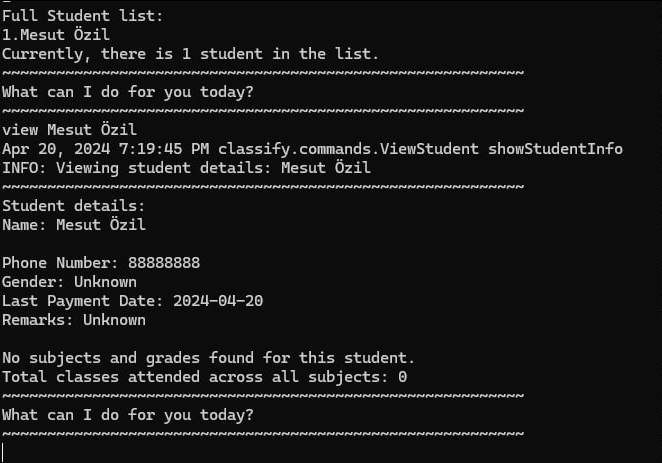 Full Student list:
1.Mesut Özil
Currently, there is 1 student in the list.
~~~~~~~~~~~~~~~~~~~~~~~~~~~~~~~~~~~~~~~~~~~~~~~~~~~~~~~~~~
What can I do for you today?
~~~~~~~~~~~~~~~~~~~~~~~~~~~~~~~~~~~~~~~~~~~~~~~~~~~~~~~~~~
view Mesut Özil
Apr 20, 2024 7:19:45 PM classify.commands.ViewStudent showStudentInfo
INFO: Viewing student details: Mesut Özil
~~~~~~~~~~~~~~~~~~~~~~~~~~~~~~~~~~~~~~~~~~~~~~~~~~~~~~~~~~
Student details:
Name: Mesut Özil
Phone Number: 88888888
Gender: Unknown
Last Payment Date: 2024-04-20
Remarks: Unknown
No subjects and grades found for this student.
Total classes attended across all subjects: 0
~~~~~~~~~~~~~~~~~~~~~~~~~~~~~~~~~~~~~~~~~~~~~~~~~~~~~~~~~~
What can I do for you today?
~~~~~~~~~~~~~~~~~~~~~~~~~~~~~~~~~~~~~~~~~~~~~~~~~~~~~~~~~~